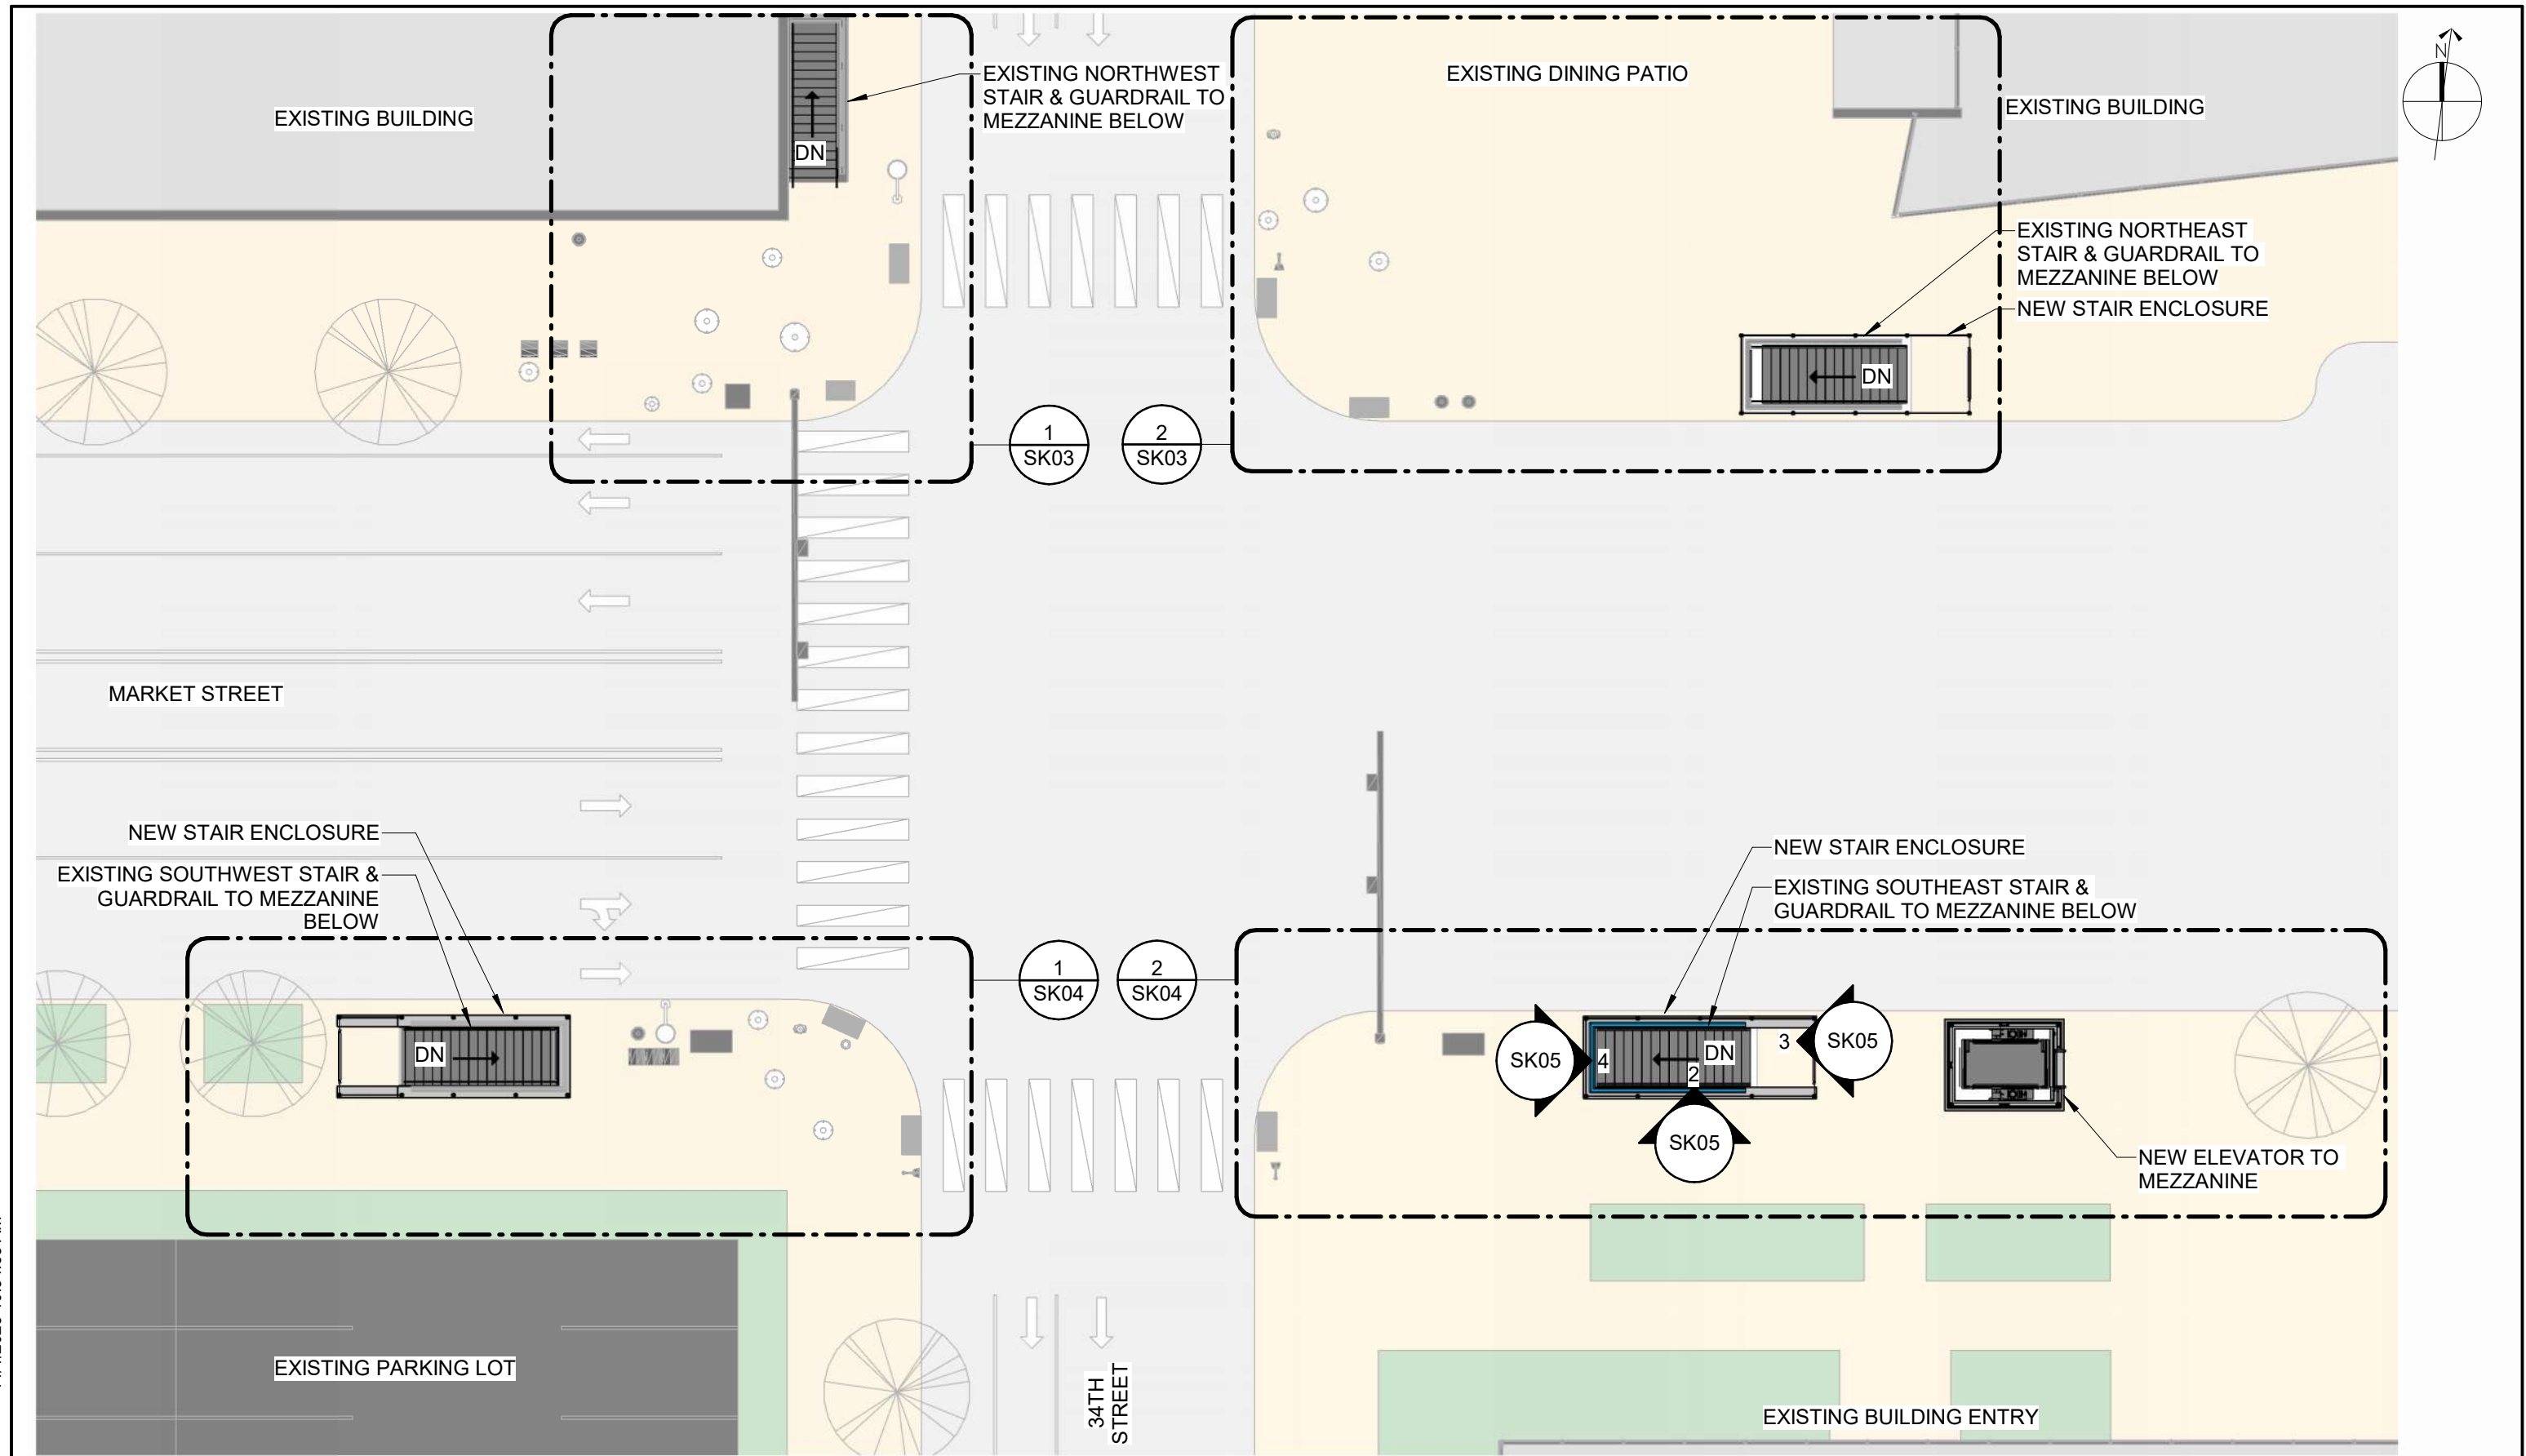 EXISTING BUILDING
DN
EXISTING NORTHWEST
STAIR & GUARDRAIL TO
MEZZANINE BELOW
EXISTING DINING PATIO
EXISTING BUILDING
N
EXISTING NORTHEAST
STAIR & GUARDRAIL TO
MEZZANINE BELOW
NEW STAIR ENCLOSURE
DN
1
SK03
2
SK03
MARKET STREET
NEW STAIR ENCLOSURE
EXISTING SOUTHWEST STAIR &
GUARDRAIL TO MEZZANINE
BELOW
DN
1
SK04
2
SK04
NEW STAIR ENCLOSURE
EXISTING SOUTHEAST STAIR &
GUARDRAIL TO MEZZANINE BELOW
SK05
4
DN
2
3
SK05
SK05
NEW ELEVATOR TO
MEZZANINE
EXISTING PARKING LOT
34TH
STREET
EXISTING BUILDING ENTRY